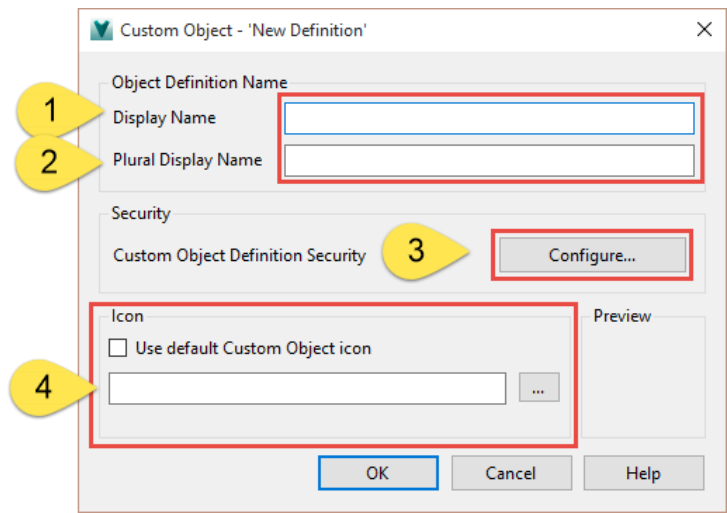 Custom Object - 'New Definition'
Object Definition Name
1
Display Name
2
Plural Display Name
Security
Custom Object Definition Security
3
Configure...
Icon
Preview
Use default Custom Object icon
4
...
OK
Cancel
Help